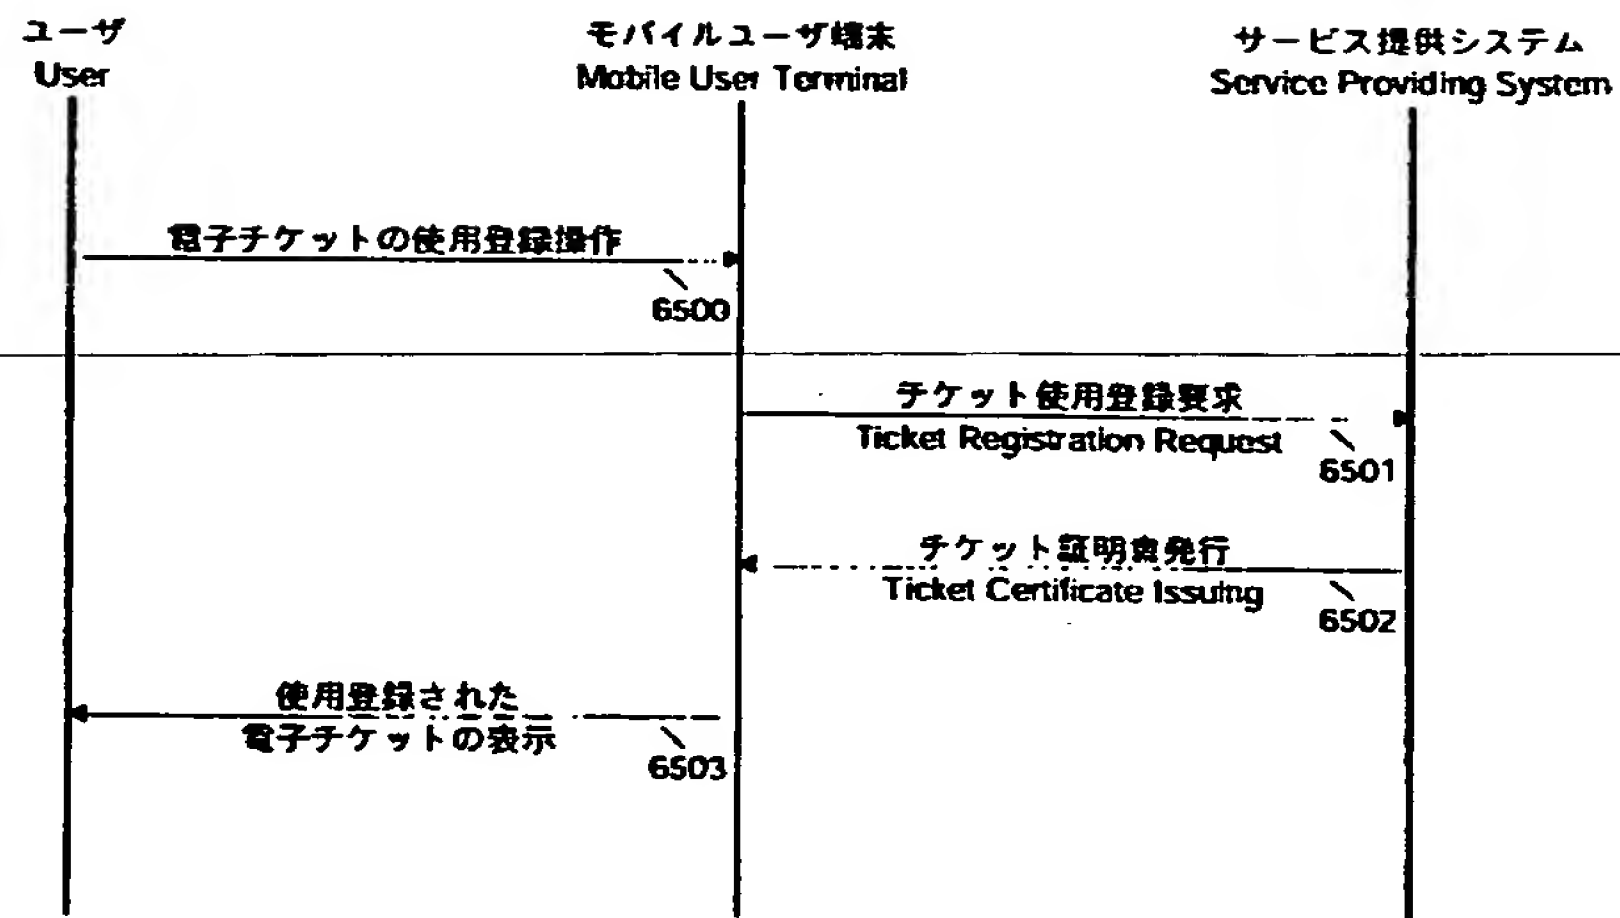 ユーザ
User
モバイルユーザ端末
Mobile User Terminal
サービス提供システム
Service Providing System
電子チケットの使用登録操作
6500
チケット使用登録要求
Ticket Registration Request
6501
チケット証明書発行
Ticket Certificate Issuing
6502
使用登録された
電子チケットの表示
6503